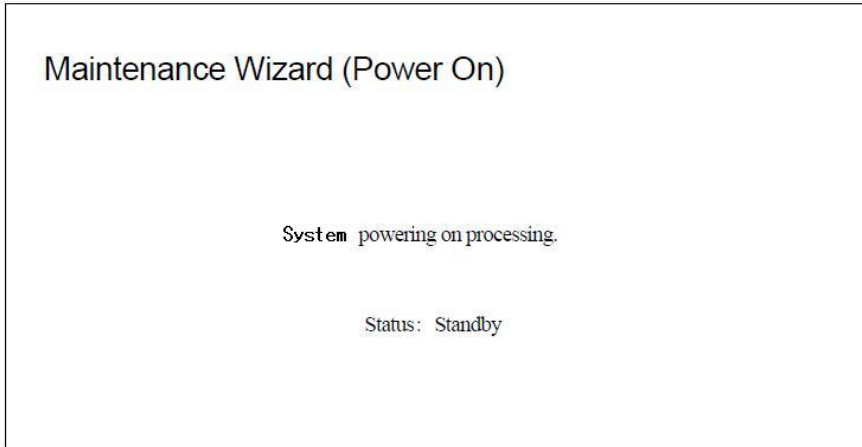 Maintenance Wizard (Power On)
System powering on processing.
Status: Standby